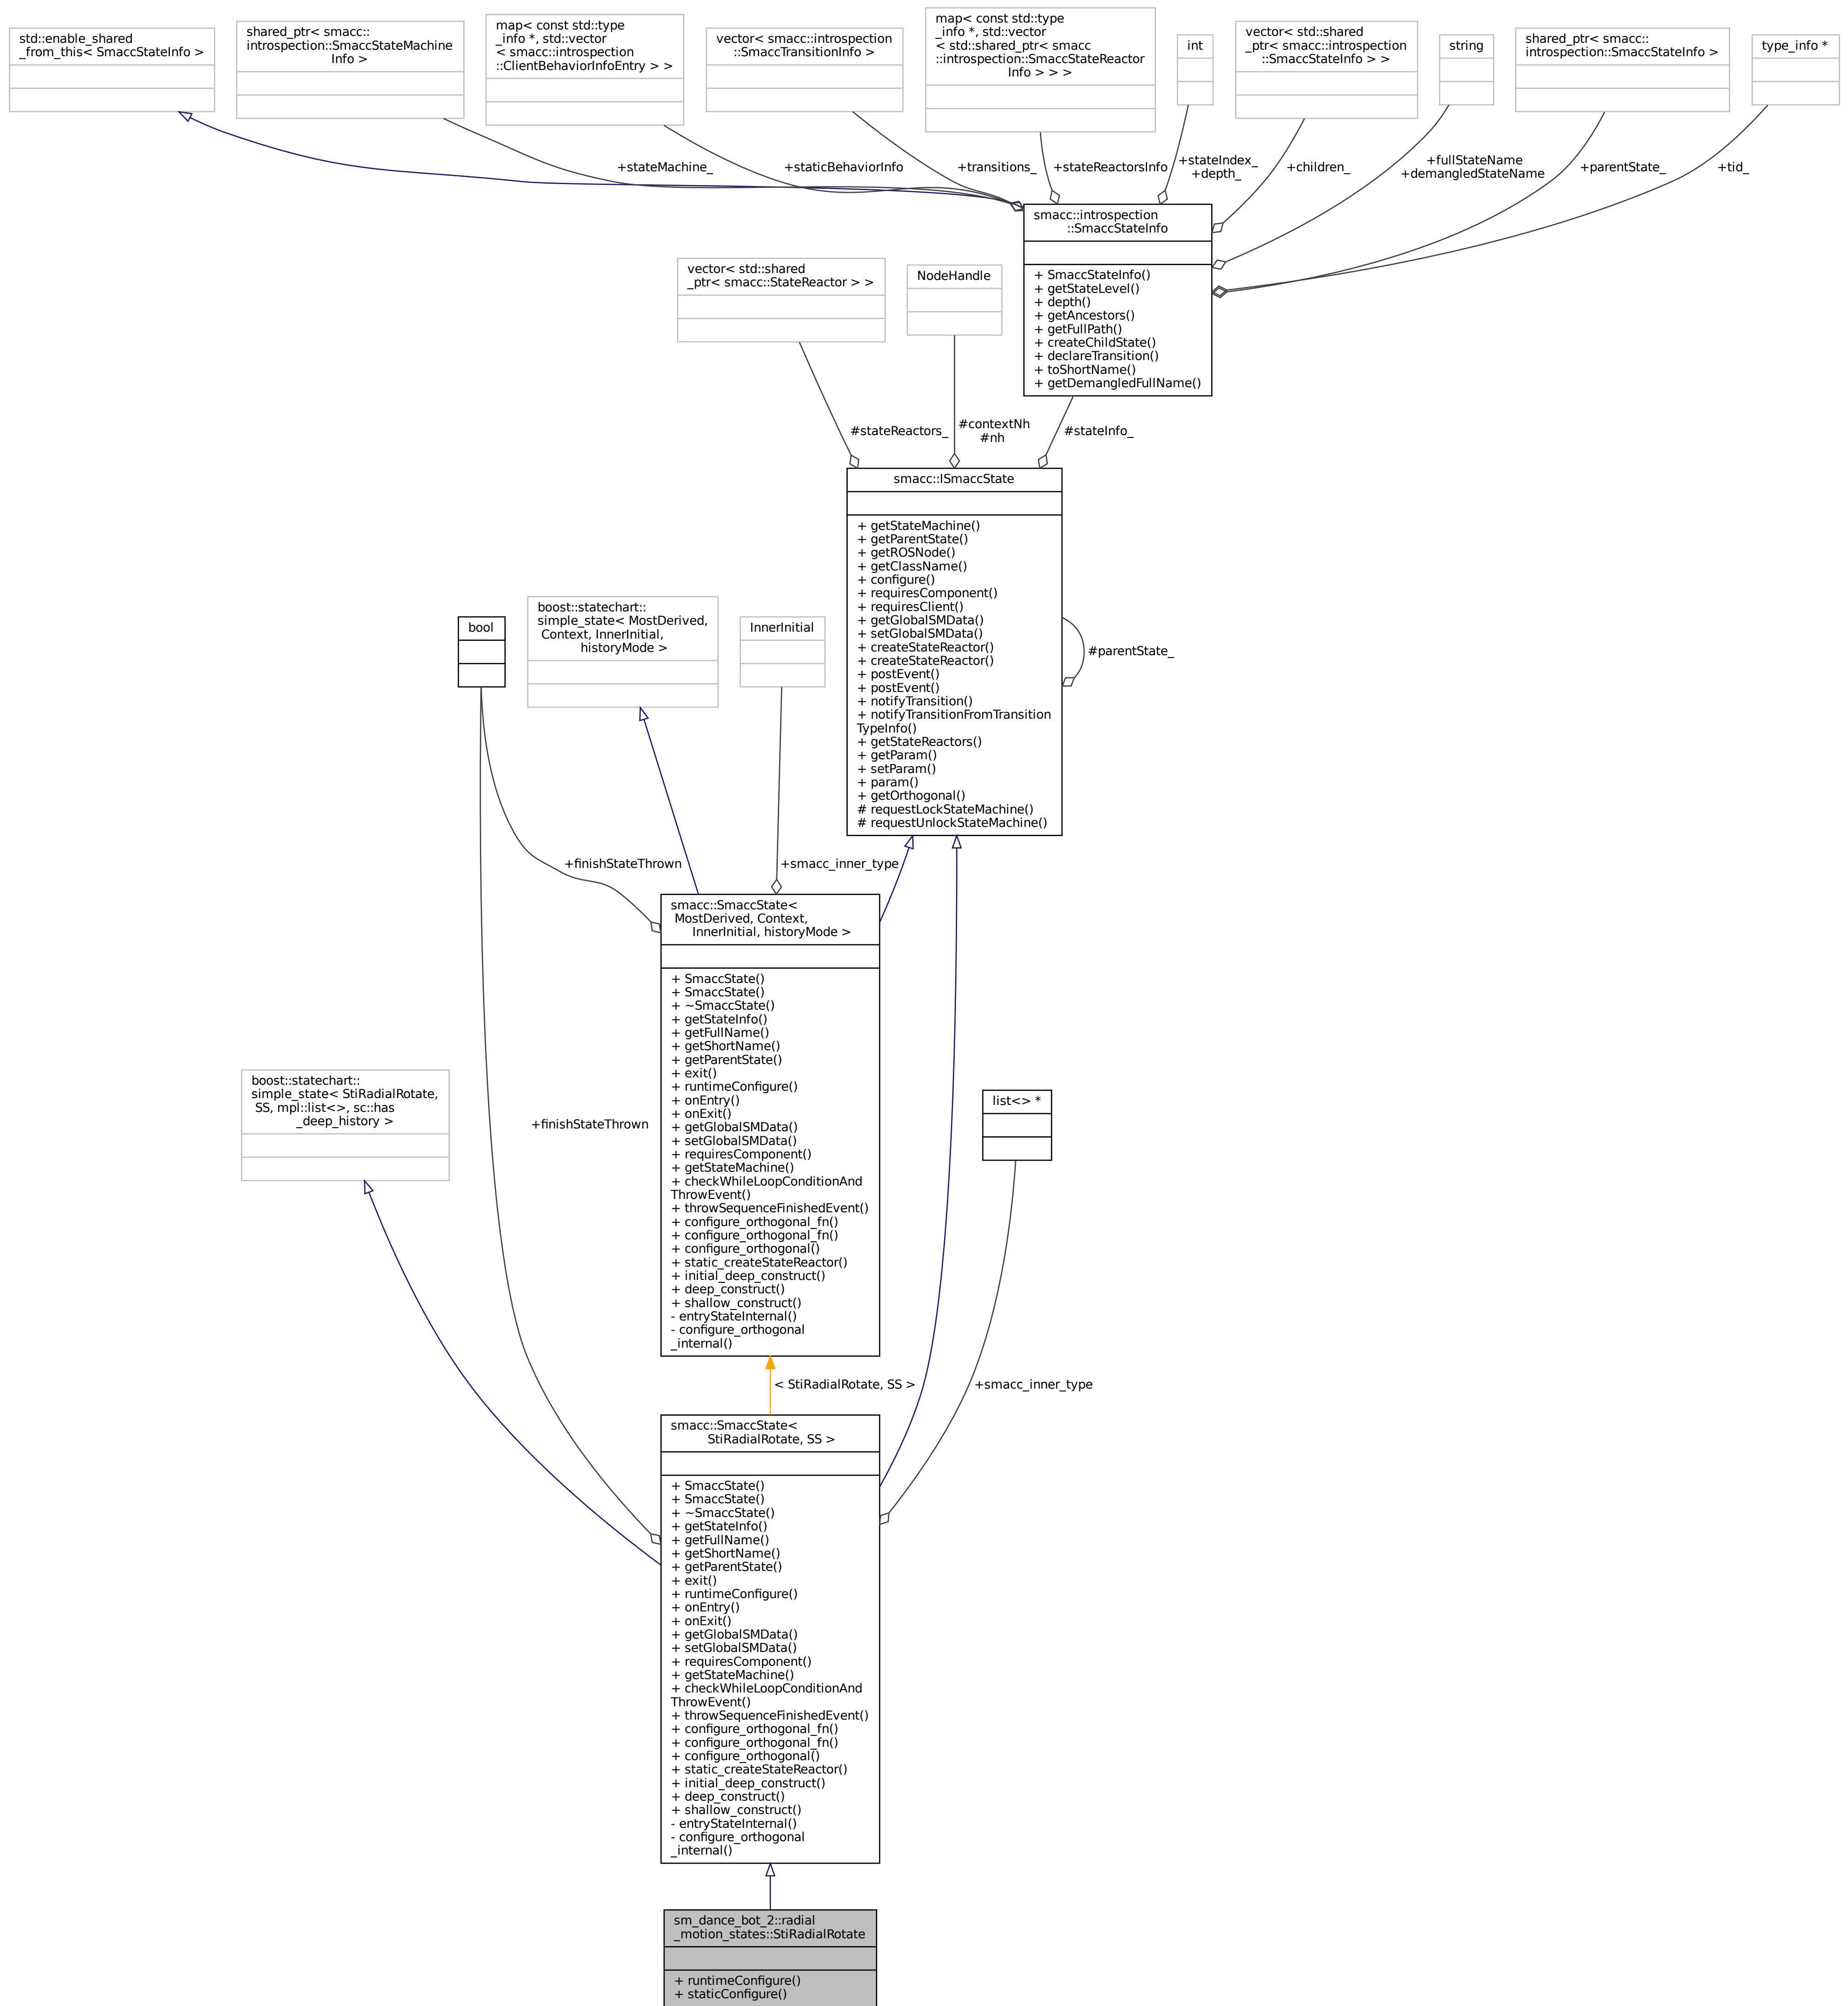 std::enable_shared
_from_this< SmaccStateInfo >
shared_ptr< smacc::
introspection::SmaccStateMachine
Info >
map< const std::type
_info *, std::vector
< smacc::introspection
::ClientBehaviorInfoEntry > >
vector< smacc::introspection
::SmaccTransitionInfo >
map< const std::type
_info *, std::vector
< std::shared_ptr< smacc
::introspection::SmaccStateReactor
Info > > >
int
vector< std::shared
_ptr< smacc::introspection
::SmaccStateInfo > >
string
shared_ptr< smacc::
introspection::SmaccStateInfo >
type_info *
+stateMachine_
+staticBehaviorInfo
+transitions_
+stateReactorsInfo
+stateIndex_
+depth_
+children_
+fullStateName
+demangledStateName
+parentState_
+tid_
smacc::introspection
::SmaccStateInfo
+ SmaccStateInfo()
+ getStateLevel()
+ depth()
+ getAncestors()
+ getFullPath()
+ createChildState()
+ declareTransition()
+ toShortName()
+ getDemangledFullName()
vector< std::shared
_ptr< smacc::StateReactor > >
NodeHandle
#stateReactors_
#contextNh
#nh
#stateInfo_
smacc::ISmaccState
+ getStateMachine()
+ getParentState()
+ getROSNode()
+ getClassName()
+ configure()
+ requiresComponent()
+ requiresClient()
+ getGlobalSMData()
+ setGlobalSMData()
+ createStateReactor()
+ createStateReactor()
+ postEvent()
+ postEvent()
+ notifyTransition()
+ notifyTransitionFromTransition
TypeInfo()
+ getStateReactors()
+ getParam()
+ setParam()
+ param()
+ getOrthogonal()
# requestLockStateMachine()
# requestUnlockStateMachine()
#parentState_
bool
boost::statechart::
simple_state< MostDerived,
Context, InnerInitial,
historyMode >
InnerInitial
+finishStateThrown
+smacc_inner_type
smacc::SmaccState<
MostDerived, Context,
InnerInitial, historyMode >
+ SmaccState()
+ SmaccState()
+ ~SmaccState()
+ getStateInfo()
+ getFullName()
+ getShortName()
+ getParentState()
+ exit()
+ runtimeConfigure()
+ onEntry()
+ onExit()
+ getGlobalSMData()
+ setGlobalSMData()
+ requiresComponent()
+ getStateMachine()
+ checkWhileLoopConditionAnd
ThrowEvent()
+ throwSequenceFinishedEvent()
+ configure_orthogonal_fn()
+ configure_orthogonal_fn()
+ configure_orthogonal()
+ static_createStateReactor()
+ initial_deep_construct()
+ deep_construct()
+ shallow_construct()
- entryStateInternal()
- configure_orthogonal
_internal()
boost::statechart::
simple_state< StiRadialRotate,
SS, mpl::list<>, sc::has
_deep_history >
+finishStateThrown
list<> *
< StiRadialRotate, SS >
+smacc_inner_type
smacc::SmaccState<
StiRadialRotate, SS >
+ SmaccState()
+ SmaccState()
+ ~SmaccState()
+ getStateInfo()
+ getFullName()
+ getShortName()
+ getParentState()
+ exit()
+ runtimeConfigure()
+ onEntry()
+ onExit()
+ getGlobalSMData()
+ setGlobalSMData()
+ requiresComponent()
+ getStateMachine()
+ checkWhileLoopConditionAnd
ThrowEvent()
+ throwSequenceFinishedEvent()
+ configure_orthogonal_fn()
+ configure_orthogonal_fn()
+ configure_orthogonal()
+ static_createStateReactor()
+ initial_deep_construct()
+ deep_construct()
+ shallow_construct()
- entryStateInternal()
- configure_orthogonal
_internal()
sm_dance_bot_2::radial
_motion_states::StiRadialRotate
+ runtimeConfigure()
+ staticConfigure()